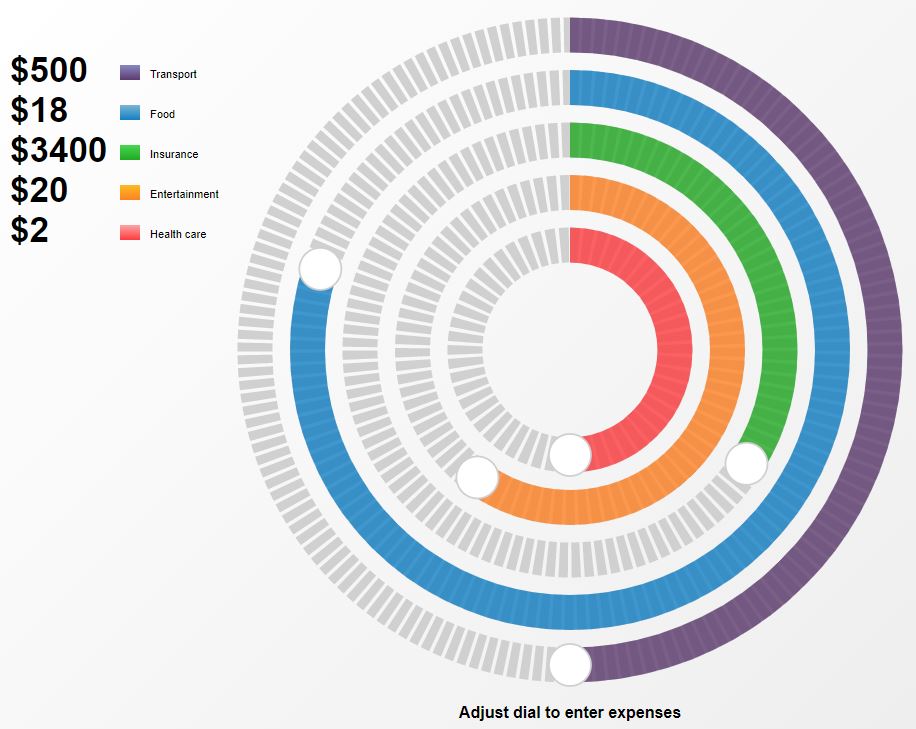 $500 Transport
$18 Food
$3400 Insurance
$20 Entertainment
$2 Health care
Adjust dial to enter expenses